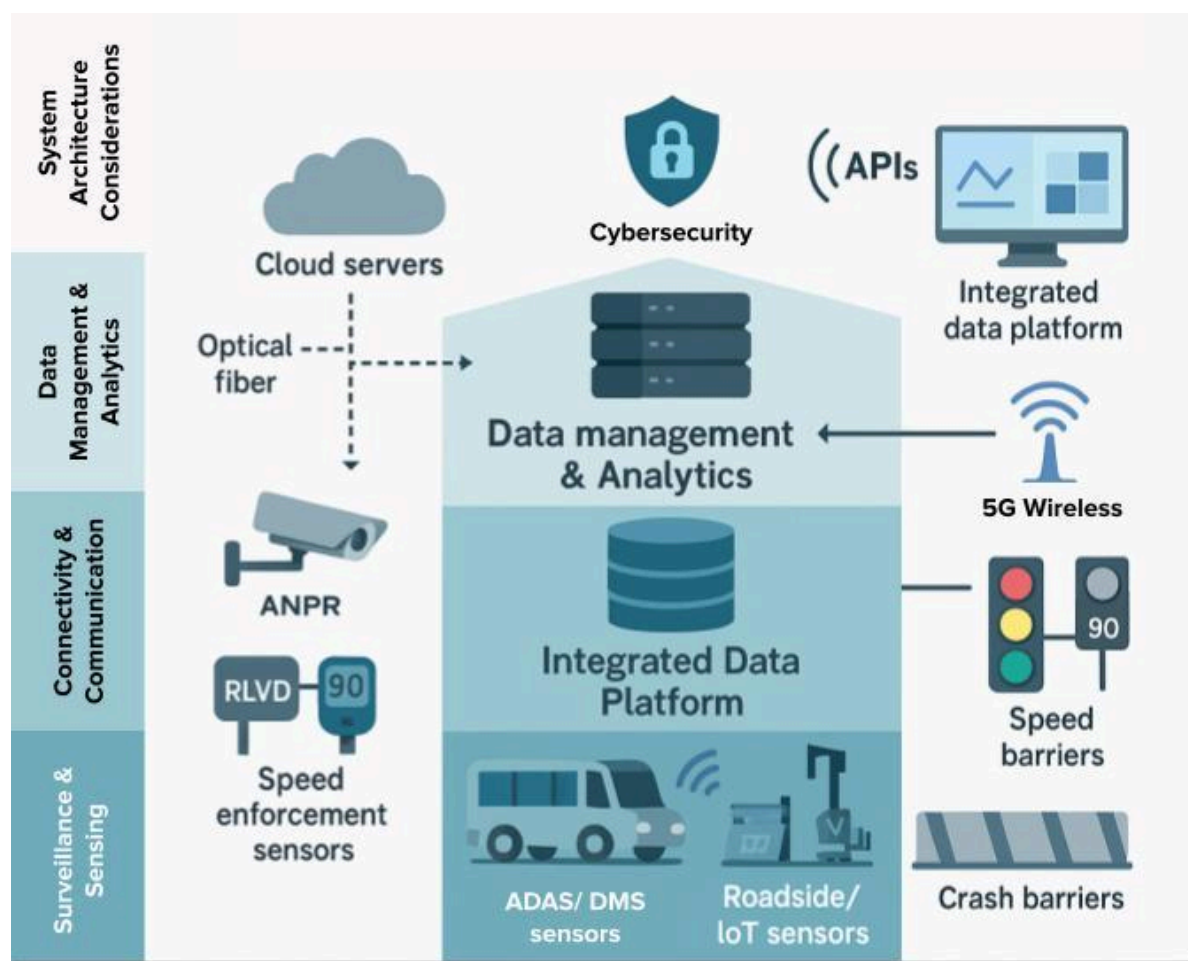 System
Architecture
Considerations
Cloud servers
Cybersecurity
APIs
Integrated
data platform
Data
Management &
Analytics
Optical
fiber
Data management
& Analytics
5G Wireless
Connectivity &
Communication
ANPR
RLVD
90
Speed
enforcement
sensors
Integrated Data
Platform
90
Speed
barriers
Surveillance &
Sensing
ADAS/ DMS
sensors
Roadside/
IoT sensors
Crash barriers